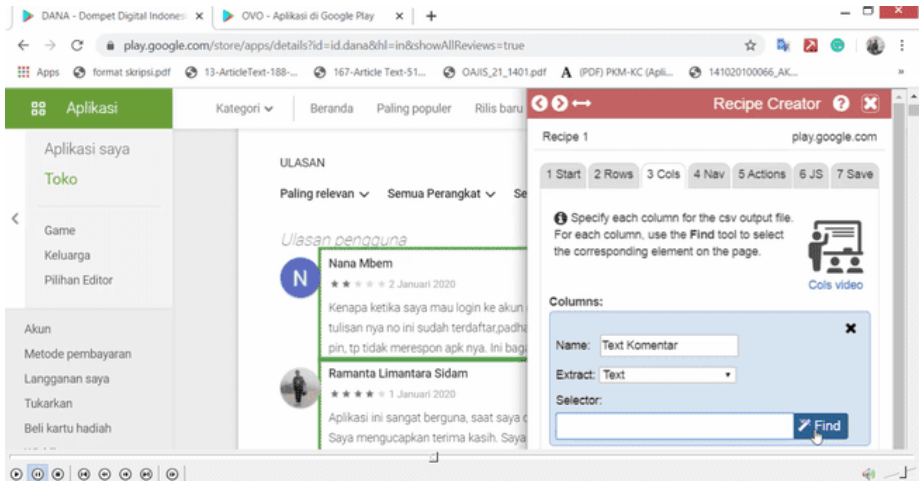 DANA - Dompet Digital Indones
OVO - Aplikasi di Google Play
play.google.com/store/apps/details?id=id.dana&hl=in&showAllReviews=true
Apps format skripsi.pdf 13-ArticleText-188-... 167-Article Text-51... OAJIS_21_1401.pdf (PDF) PKM-KC (Apli... 141020100066_AK...
Aplikasi
Kategori Beranda Paling populer Rilis baru
Aplikasi saya
Toko
Game
Keluarga
Pilihan Editor
Akun
Metode pembayaran
Langganan saya
Tukarkan
Beli kartu hadiah
ULASAN
Paling relevan Semua Perangkat Se
Ulasan pengguna
N
Nana Mbem
2 Januari 2020
Kenapa ketika saya mau login ke akun
tulisan nya no ini sudah terdaftar,padha
pin, tp tidak merespon apk nya. Ini baga
Ramanta Limantara Sidam
1 Januari 2020
Aplikasi ini sangat berguna, saat saya
Saya mengucapkan terima kasih. Saya
Recipe Creator
Recipe 1 play.google.com
1 Start 2 Rows 3 Cols 4 Nav 5 Actions 6 JS 7 Save
Specify each column for the csv output file.
For each column, use the Find tool to select
the corresponding element on the page.
Cols video
Columns:
Name: Text Komentar
Extract: Text
Selector:
Find